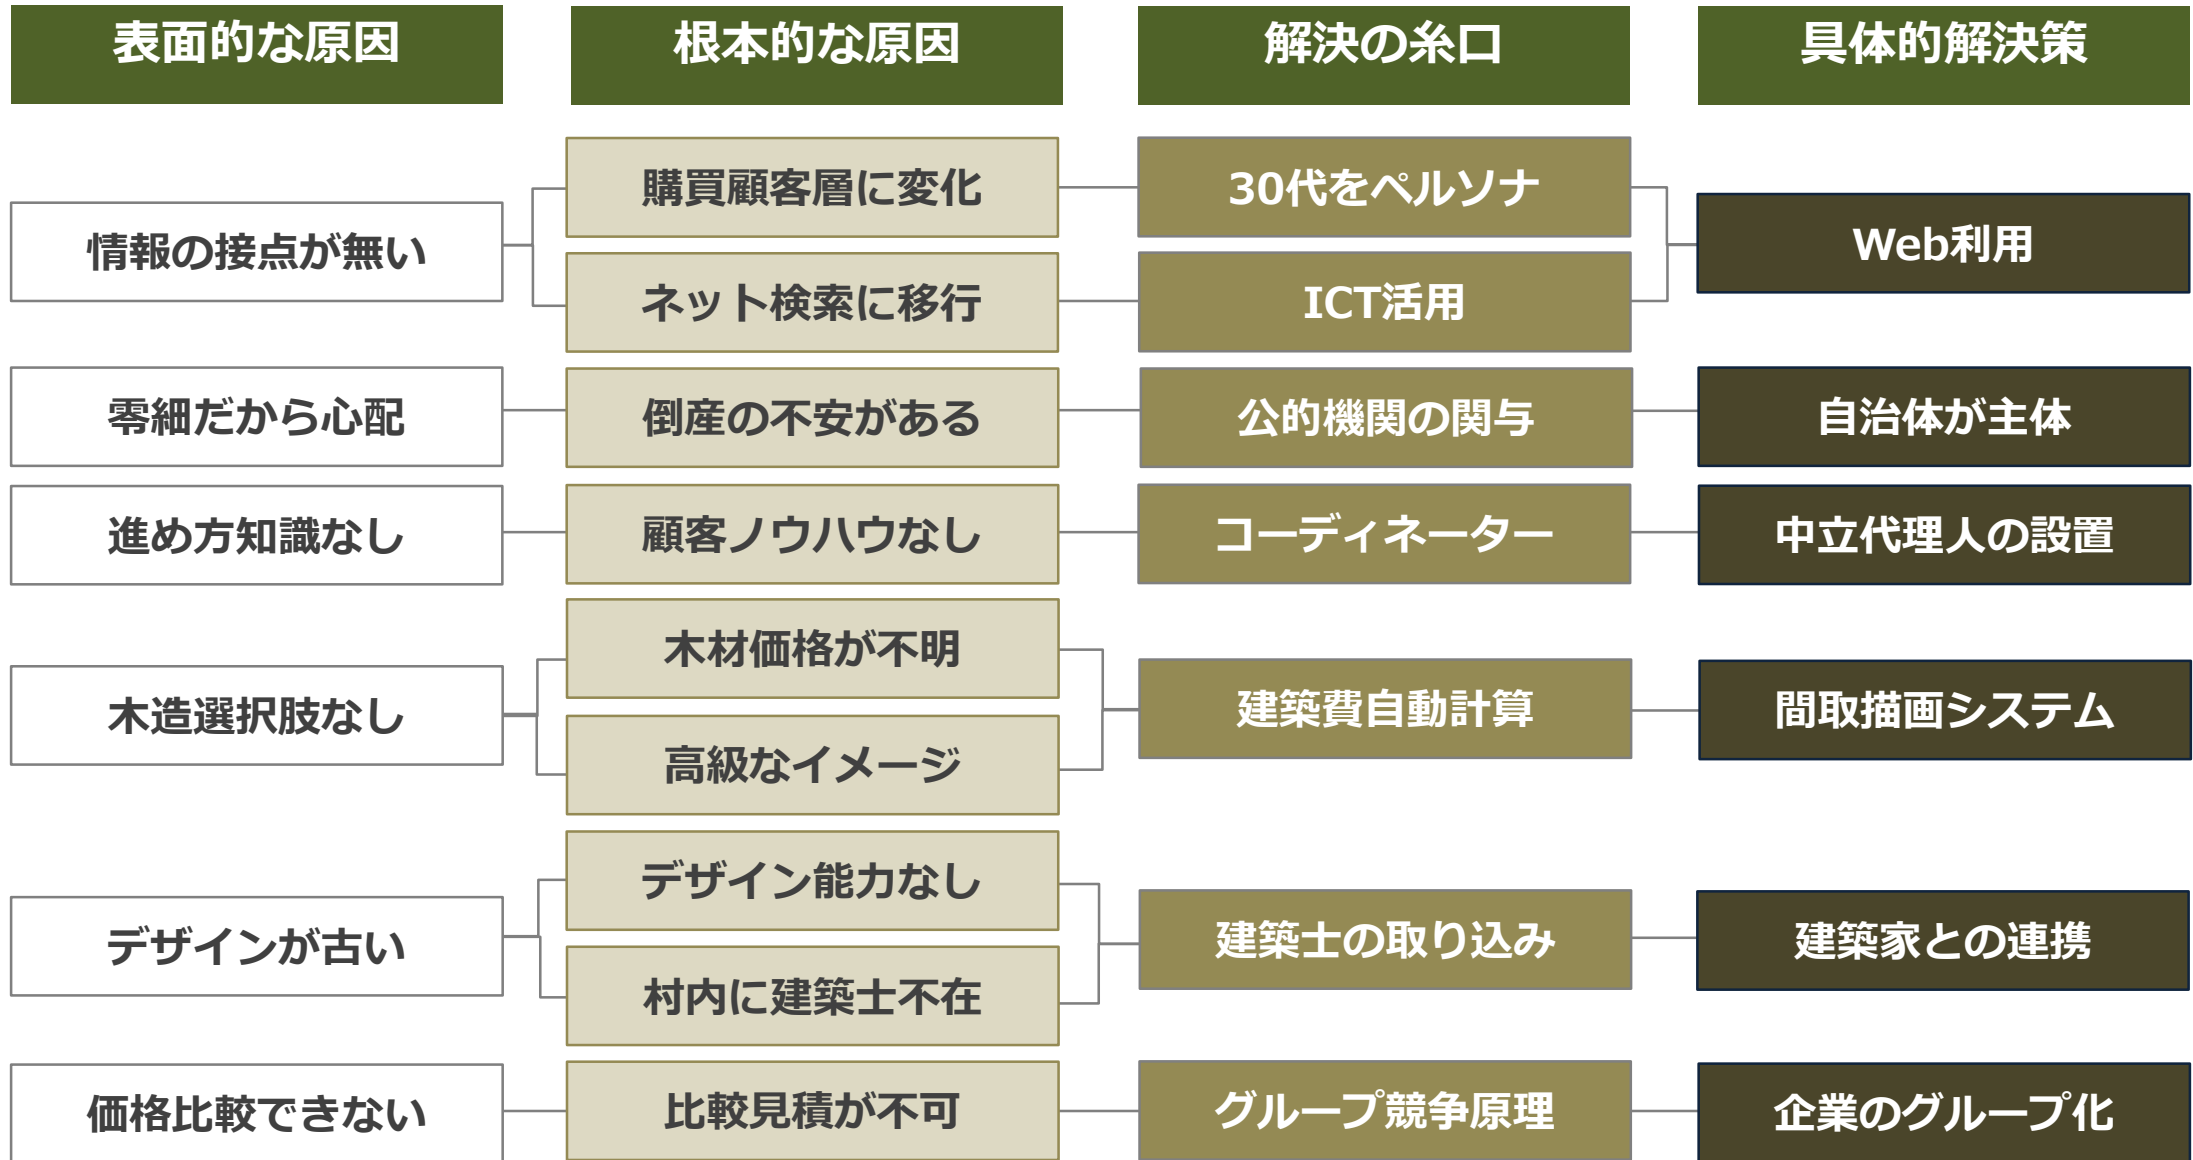 表面的な原因
根本的な原因
解決の糸口
具体的解決策
情報の接点が無い
購買顧客層に変化
30代をペルソナ
Web利用
ネット検索に移行
ICT活用
零細だから心配
倒産の不安がある
公的機関の関与
自治体が主体
進め方知識なし
顧客ノウハウなし
コーディネーター
中立代理人の設置
木造選択肢なし
木材価格が不明
高級なイメージ
建築費自動計算
間取描画システム
デザインが古い
デザイン能力なし
村内に建築士不在
建築士の取り込み
建築家との連携
価格比較できない
比較見積が不可
グループ競争原理
企業のグループ化